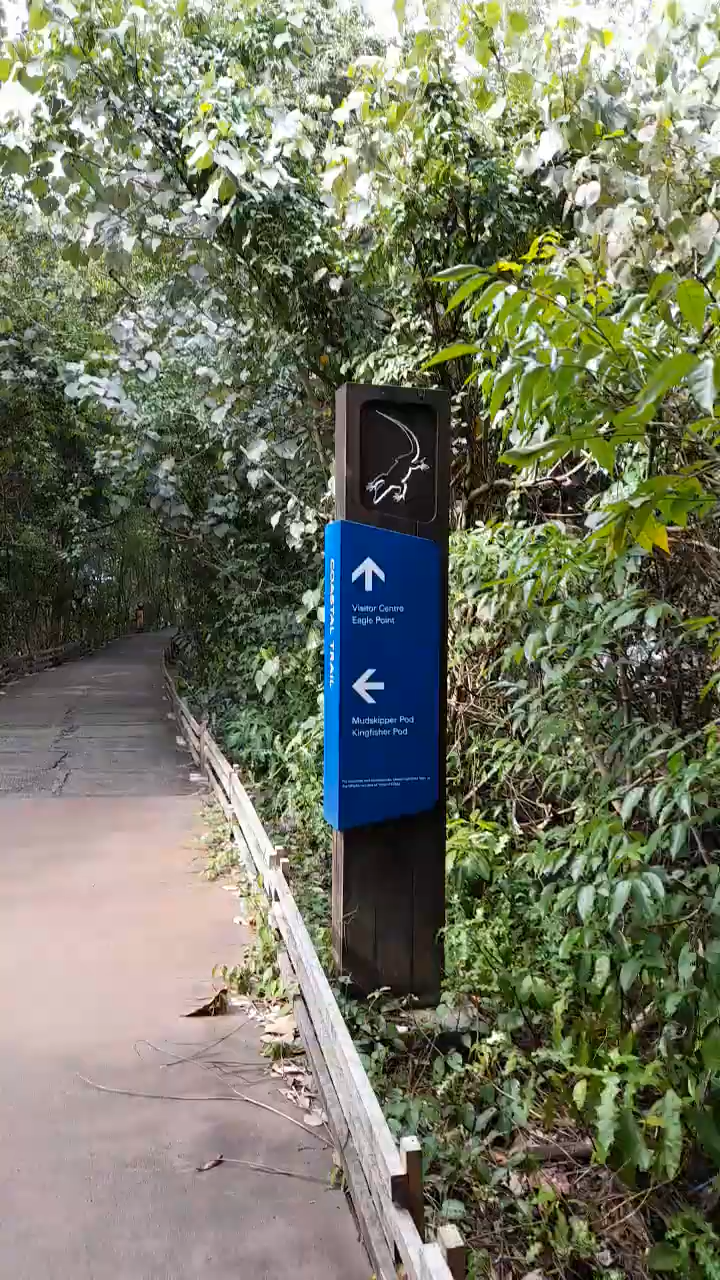 COASTAL TRAIL
Visitor Centre
Eagle Point
Mudskipper Pod
Kingfisher Pod